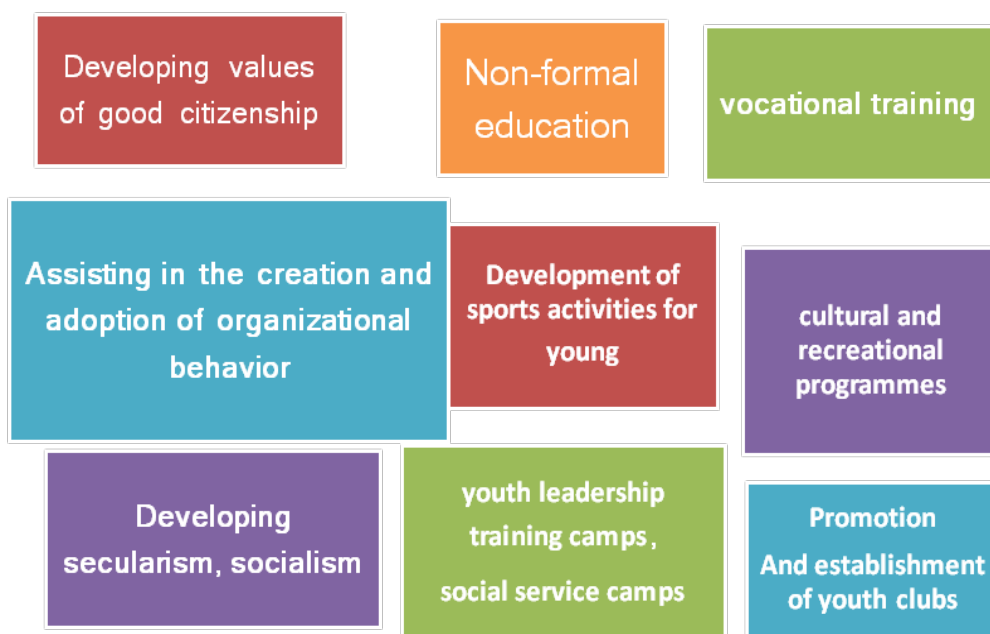 Developing values
of good citizenship
Non-formal
education
vocational training
Assisting in the creation and
adoption of organizational
behavior
Development of
sports activities for
young
cultural and
recreational
programmes
Developing
secularism, socialism
youth leadership
training camps,
social service camps
Promotion
And establishment
of youth clubs